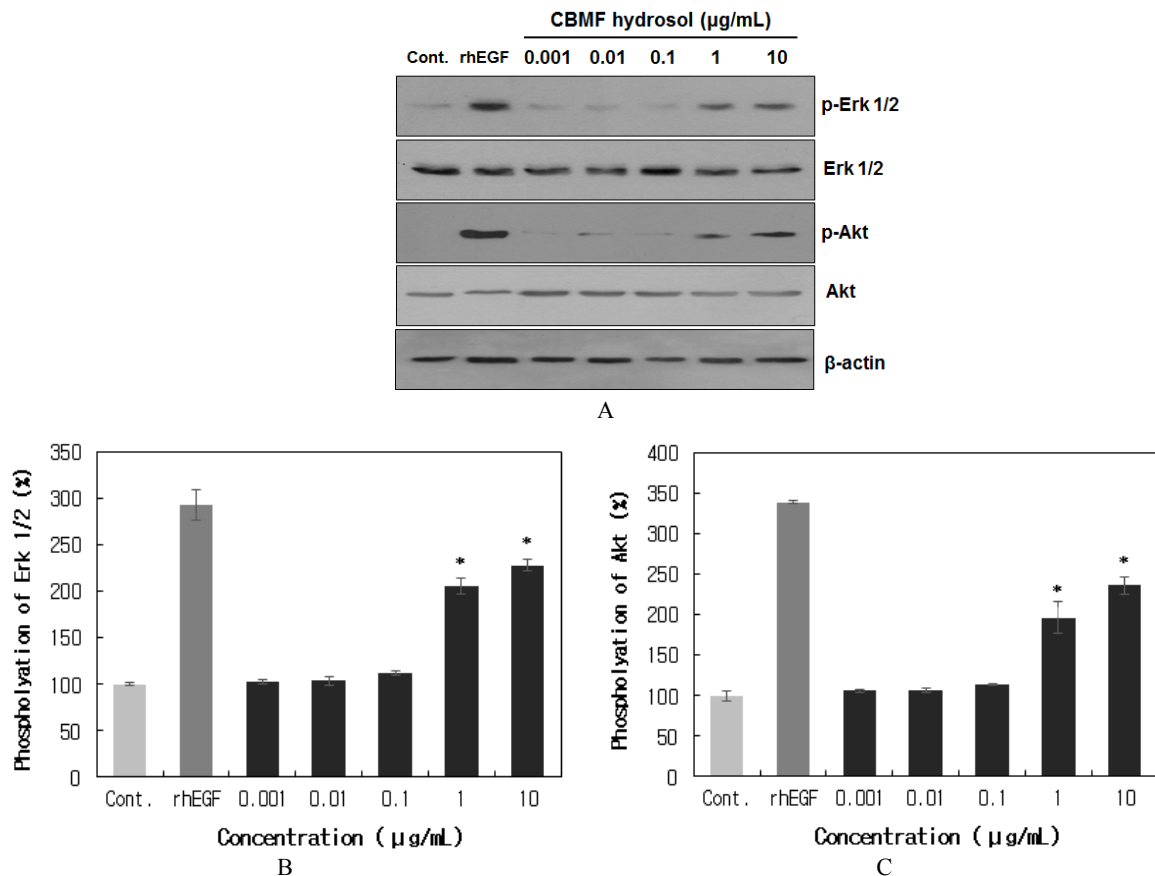 CBMF hydrosol (μg/mL)
Cont. rhEGF 0.001 0.01 0.1 1 10
p-Erk 1/2
Erk 1/2
p-Akt
Akt
β-actin
A
Phospholyation of Erk 1/2 (%)
350
300
250
200
150
100
50
0
* *
Cont. rhEGF 0.001 0.01 0.1 1 10
Concentration (μg/mL)
B
Phospholyation of Akt (%)
400
350
300
250
200
150
100
50
0
* *
Cont. rhEGF 0.001 0.01 0.1 1 10
Concentration (μg/mL)
C